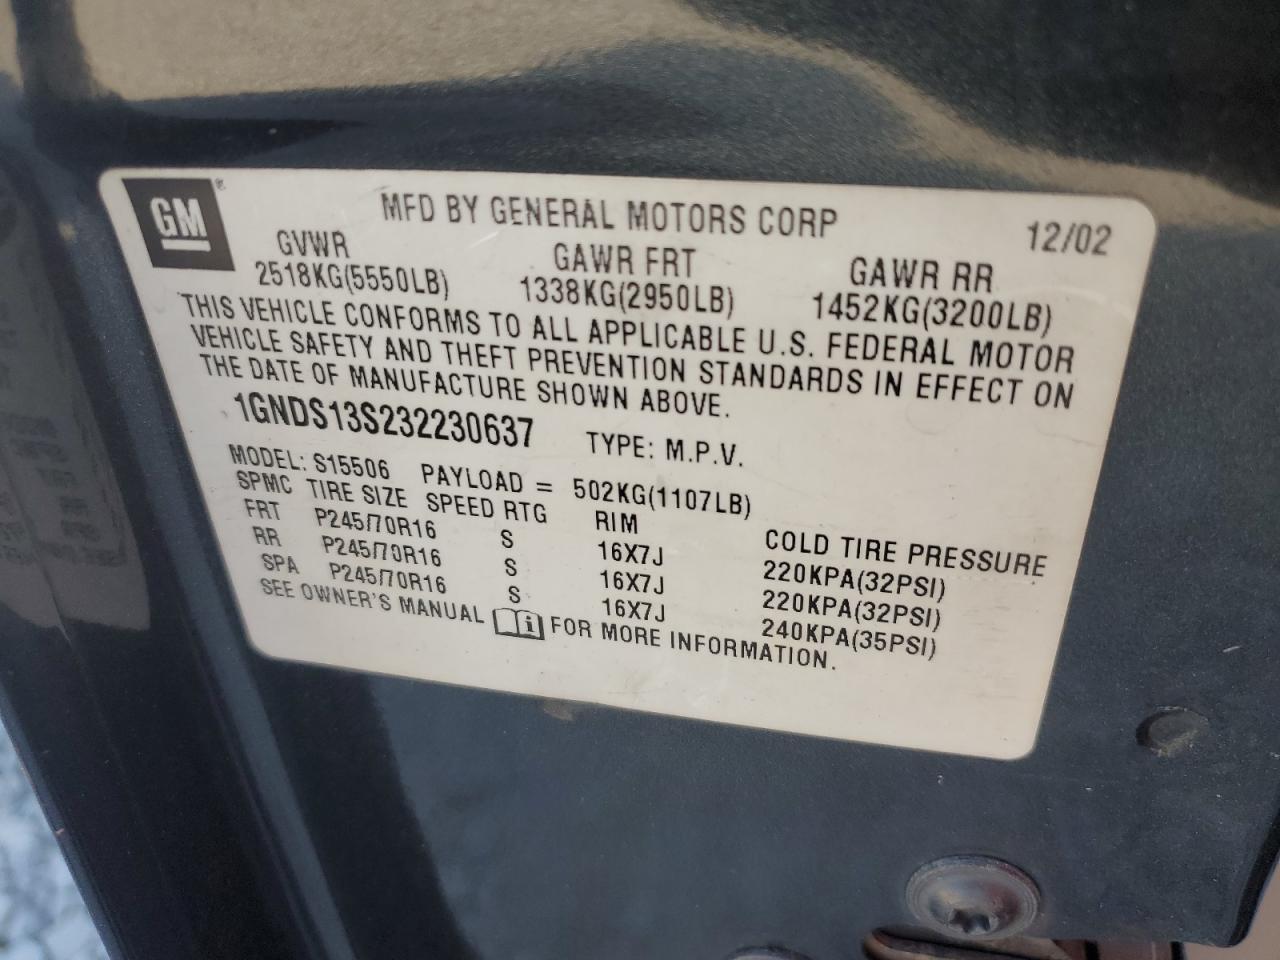 GM®
MFD BY GENERAL MOTORS CORP
12/02
GVWR GAWR FRT GAWR RR
2518KG(5550LB) 1338KG(2950LB) 1452KG(3200LB)
THIS VEHICLE CONFORMS TO ALL APPLICABLE U.S. FEDERAL MOTOR
VEHICLE SAFETY AND THEFT PREVENTION STANDARDS IN EFFECT ON
THE DATE OF MANUFACTURE SHOWN ABOVE.
1GNDS13S232230637 TYPE: M.P.V.
MODEL: S15506 PAYLOAD = 502KG(1107LB)
SPMC TIRE SIZE SPEED RTG RIM COLD TIRE PRESSURE
FRT P245/70R16 S 16X7J 220KPA(32PSI)
RR P245/70R16 S 16X7J 220KPA(32PSI)
SPA P245/70R16 S 16X7J 240KPA(35PSI)
SEE OWNER'S MANUAL i FOR MORE INFORMATION.